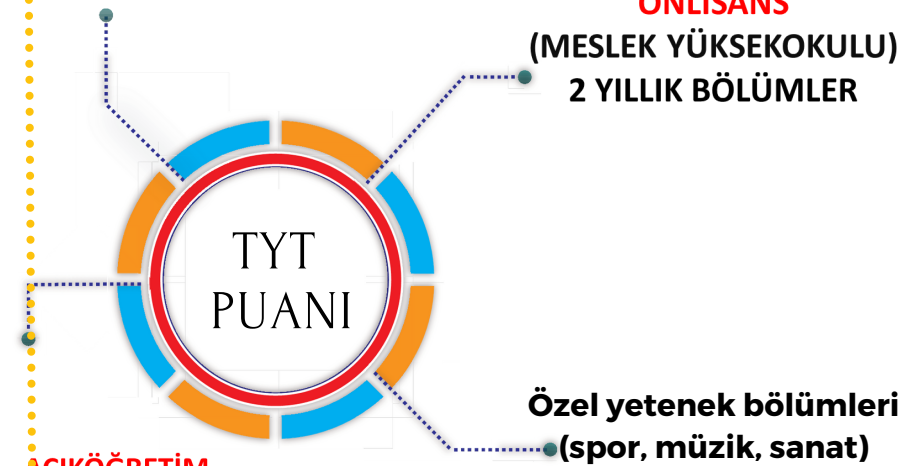 ÖNLİSANS
(MESLEK YÜKSEKOKULU)
2 YILLIK BÖLÜMLER
TYT
PUANI
Özel yetenek bölümleri
(spor, müzik, sanat)
AÇIKÖĞRETİM